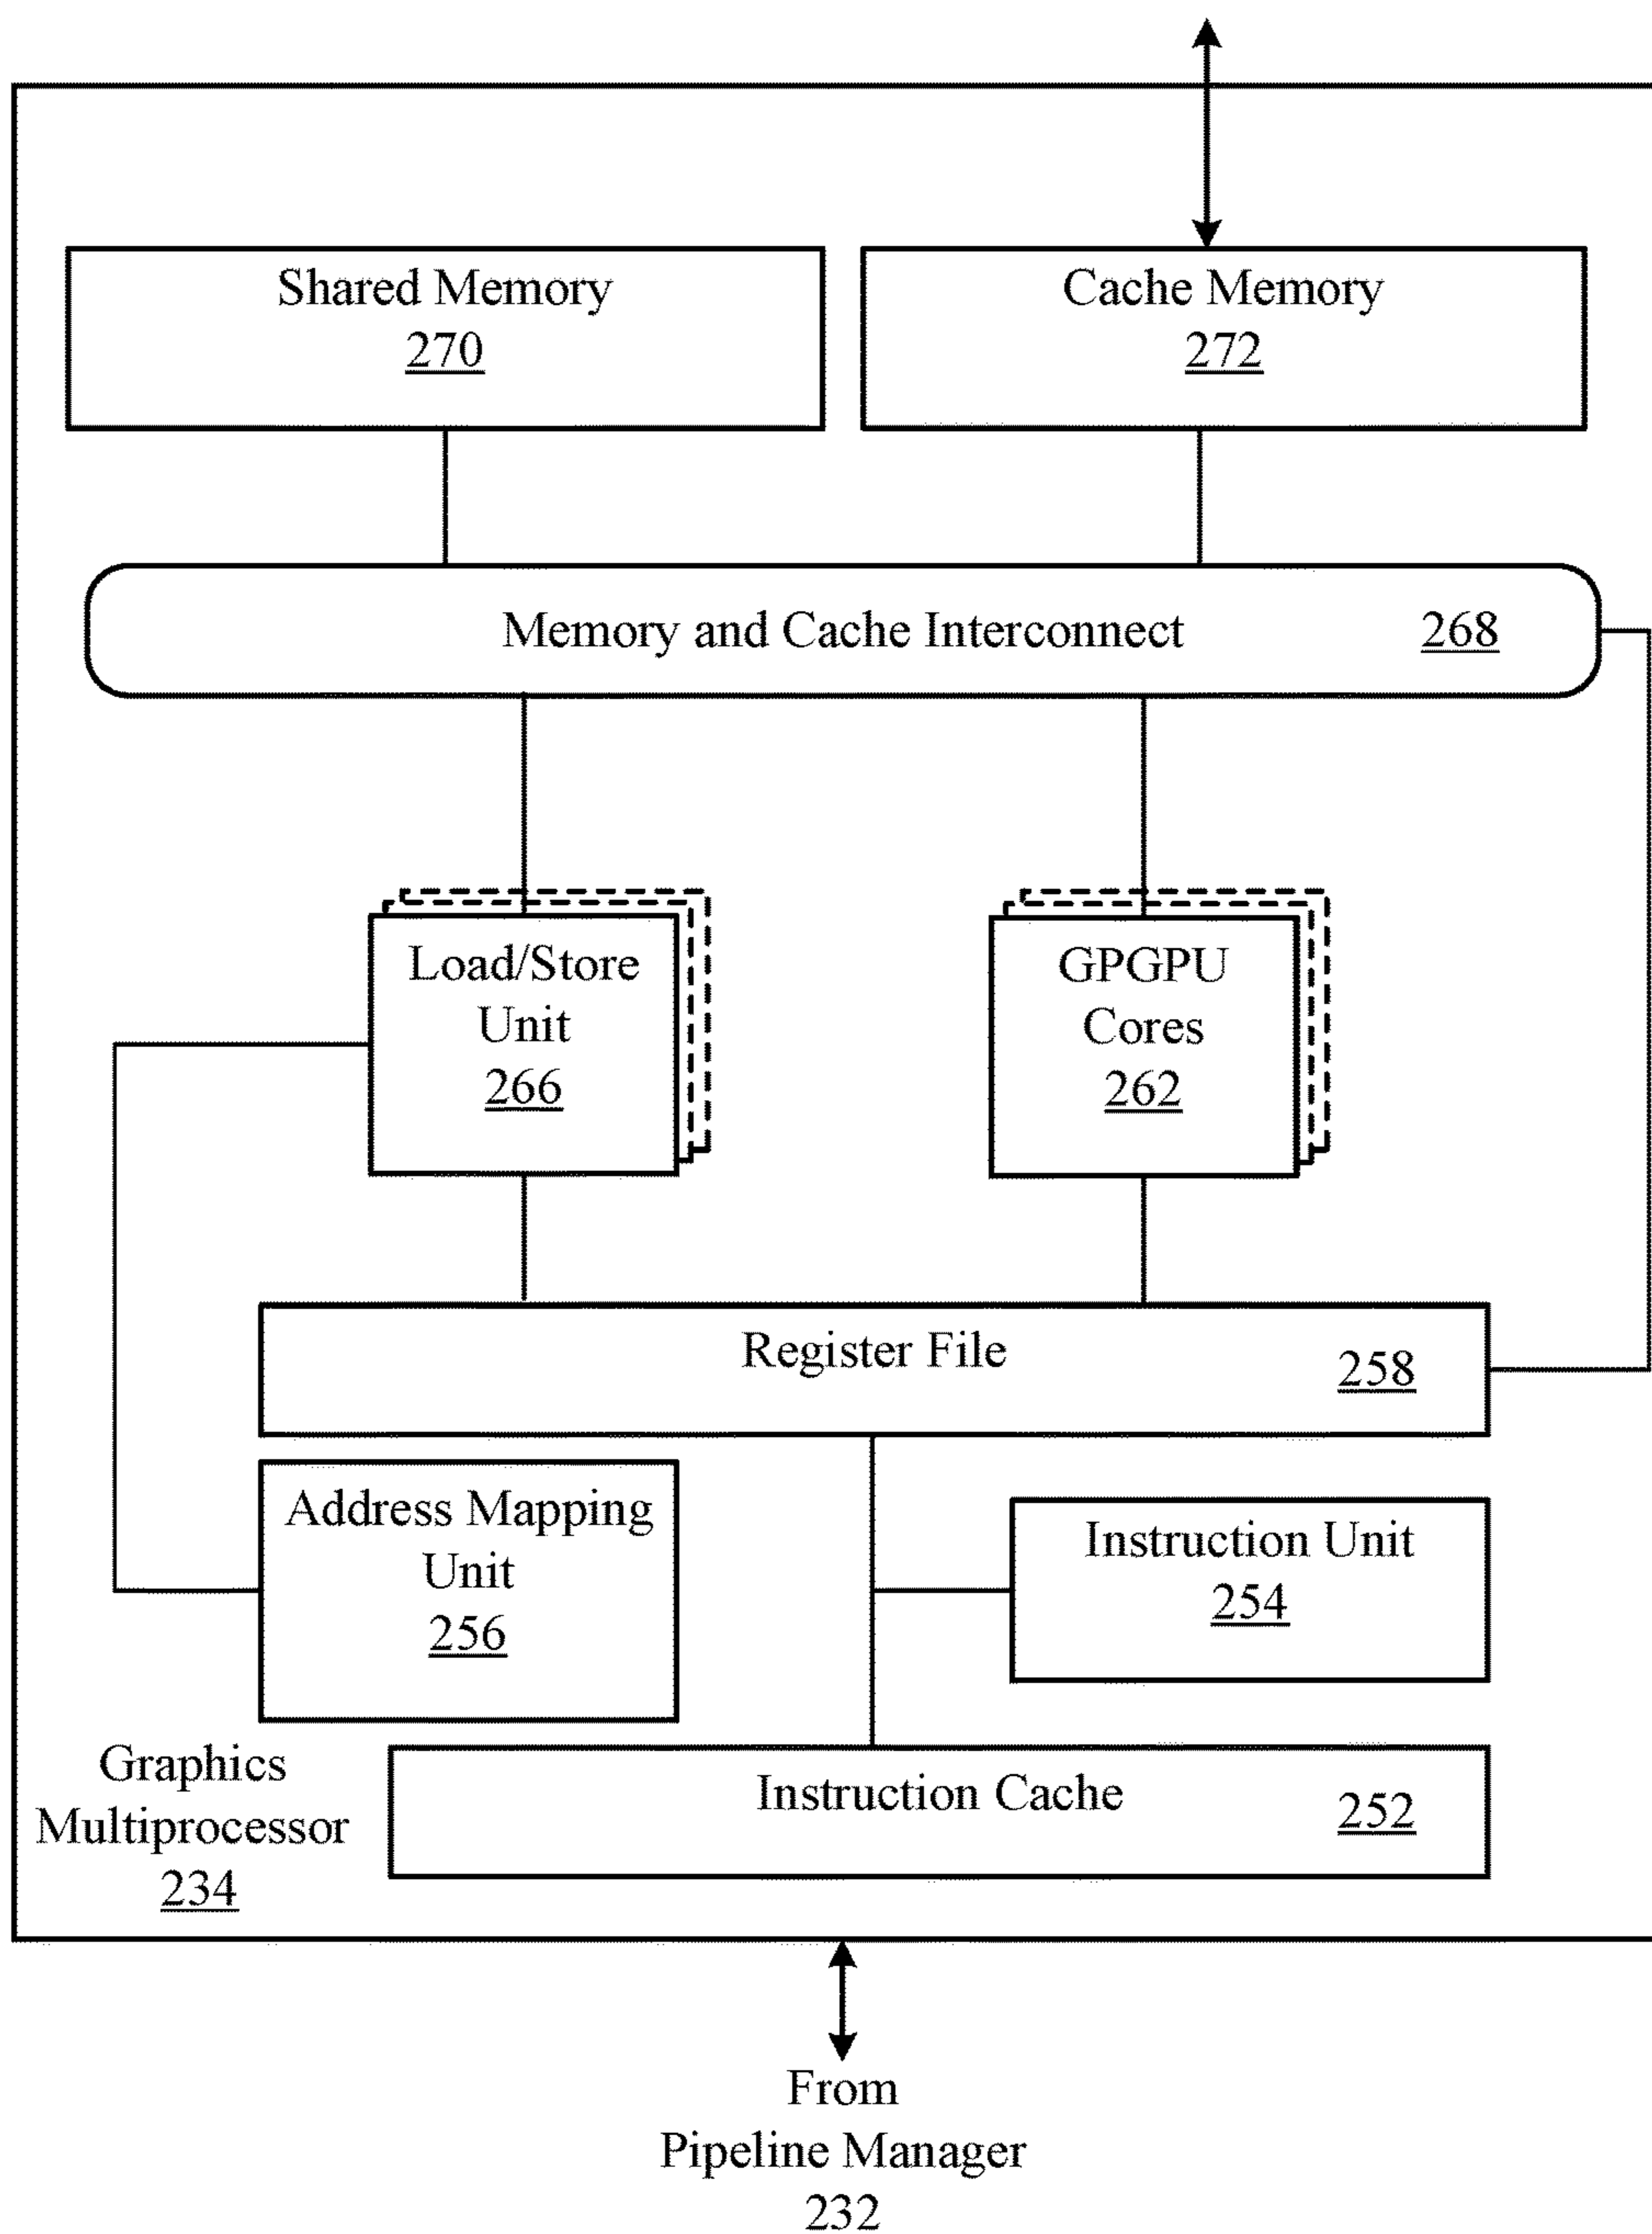 Shared Memory
270
Cache Memory
272
Memory and Cache Interconnect 268
Load/Store
Unit
266
GPGPU
Cores
262
Register File 258
Address Mapping
Unit
256
Instruction Unit
254
Graphics
Multiprocessor
234
Instruction Cache 252
From
Pipeline Manager
232